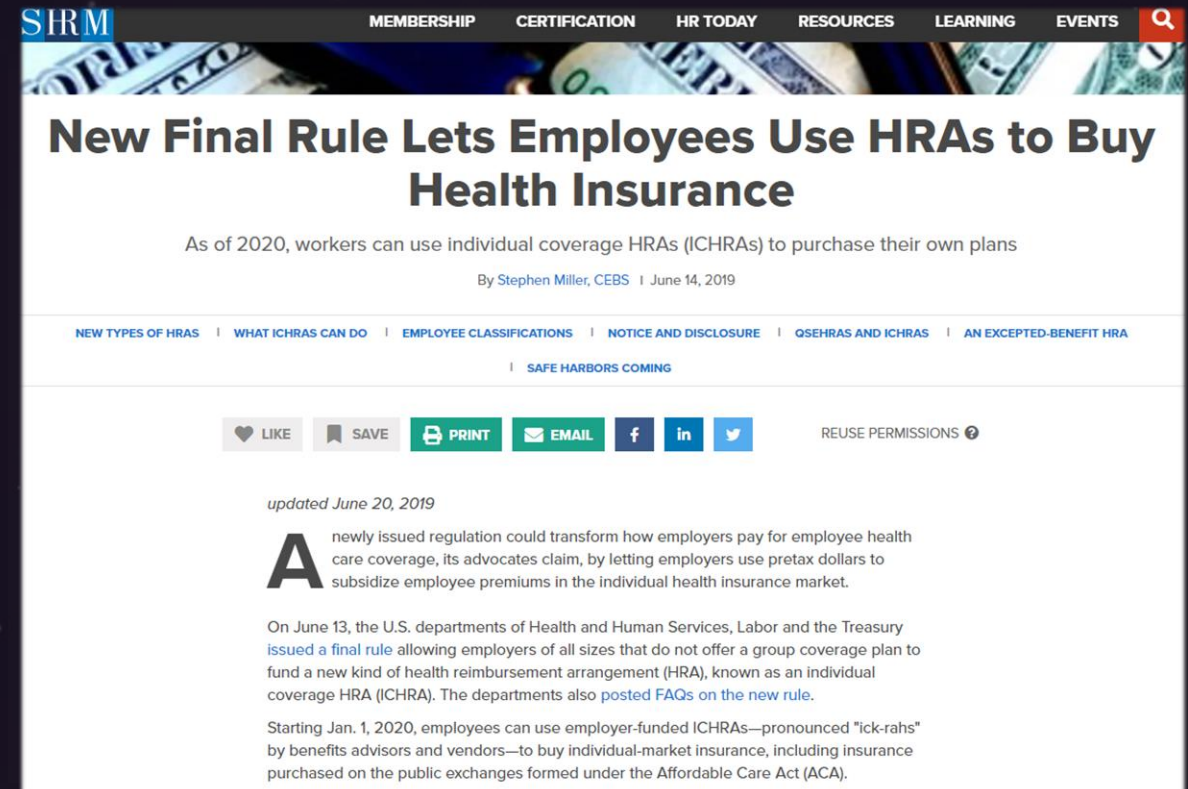 SHRM
MEMBERSHIP CERTIFICATION HR TODAY RESOURCES LEARNING EVENTS
New Final Rule Lets Employees Use HRAs to Buy
Health Insurance
As of 2020, workers can use individual coverage HRAs (ICHRAs) to purchase their own plans
By Stephen Miller, CEBS | June 14, 2019
NEW TYPES OF HRAS | WHAT ICHRAS CAN DO | EMPLOYEE CLASSIFICATIONS | NOTICE AND DISCLOSURE | QSEHRAS AND ICHRAS | AN EXCEPTED-BENEFIT HRA
| SAFE HARBORS COMING
LIKE SAVE PRINT EMAIL f in REUSE PERMISSIONS ?
updated June 20, 2019
A newly issued regulation could transform how employers pay for employee health
care coverage, its advocates claim, by letting employers use pretax dollars to
subsidize employee premiums in the individual health insurance market.
On June 13, the U.S. departments of Health and Human Services, Labor and the Treasury
issued a final rule allowing employers of all sizes that do not offer a group coverage plan to
fund a new kind of health reimbursement arrangement (HRA), known as an individual
coverage HRA (ICHRA). The departments also posted FAQs on the new rule.
Starting Jan. 1, 2020, employees can use employer-funded ICHRAs—pronounced "ick-rahs"
by benefits advisors and vendors—to buy individual-market insurance, including insurance
purchased on the public exchanges formed under the Affordable Care Act (ACA).